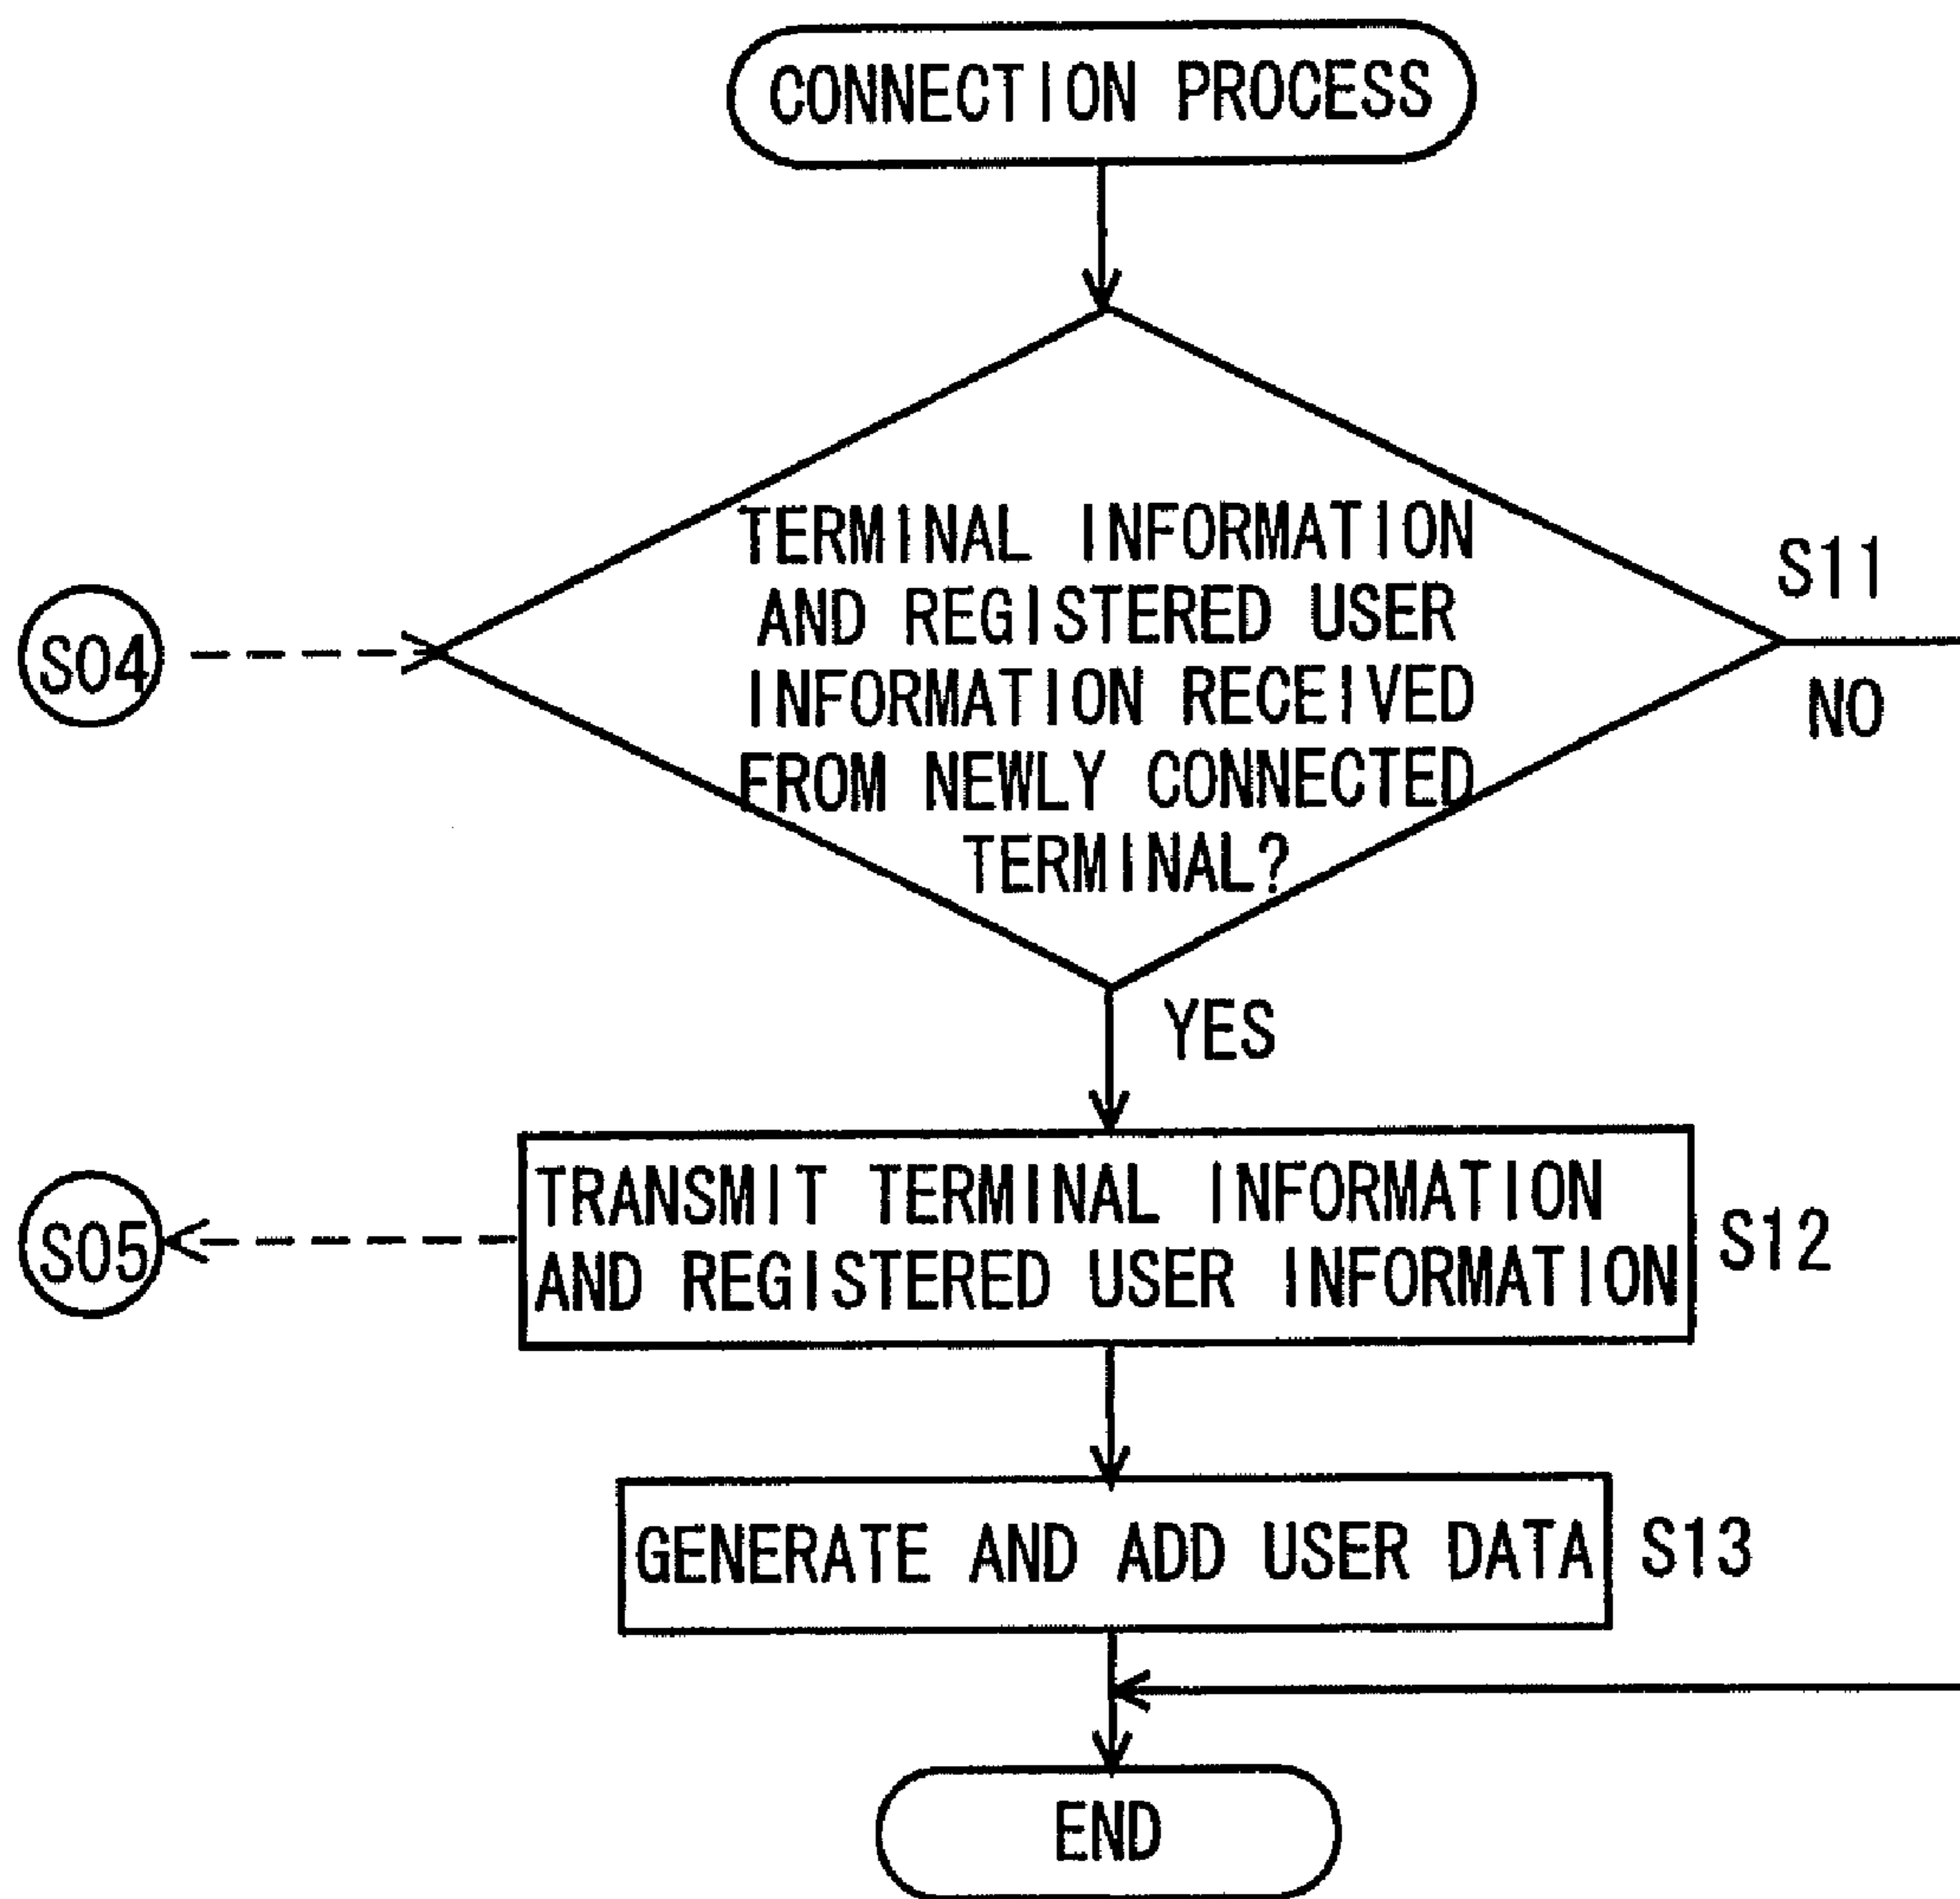 CONNECTION PROCESS
TERMINAL INFORMATION
AND REGISTERED USER
INFORMATION RECEIVED
FROM NEWLY CONNECTED
TERMINAL?
S11
NO
S04
YES
TRANSMIT TERMINAL INFORMATION
AND REGISTERED USER INFORMATION
S12
S05
GENERATE AND ADD USER DATA
S13
END